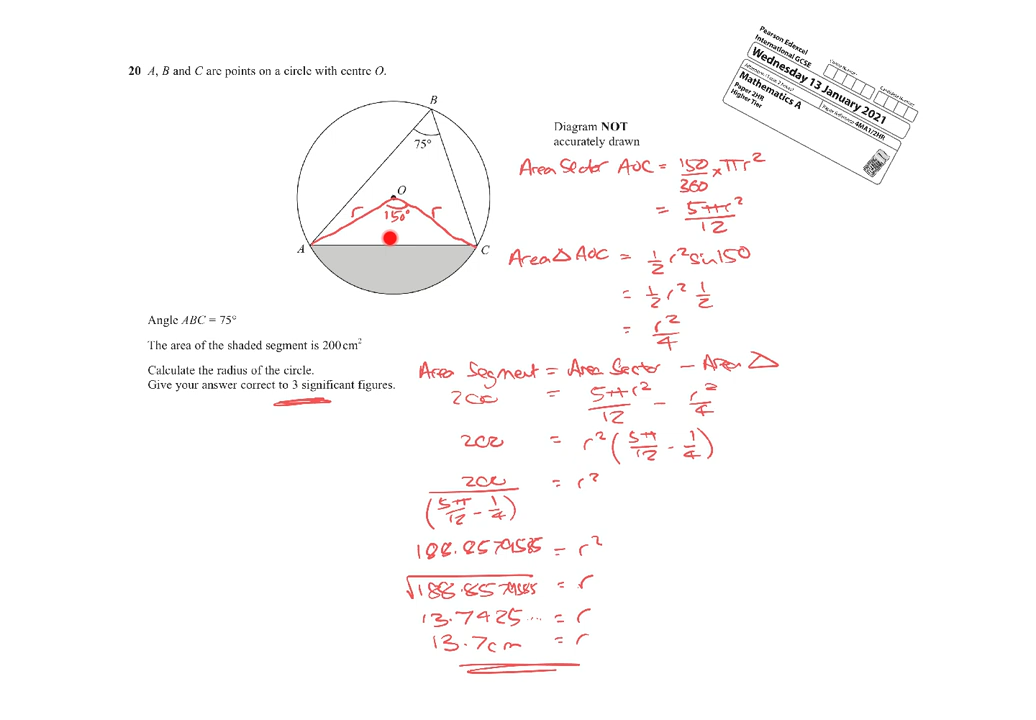 20 A, B and C are points on a circle with centre O.
Pearson Edexcel
International GCSE
Wednesday 13 January 2021
Mathematics A
Paper 2HR
Higher Tier
Paper Reference 4MA1/2HR
B
75°
O
r 150° r
A
C
Diagram NOT
accurately drawn
Area Sector AOC = 150/360 × πr²
= 5πr²/12
Area Δ AOC = 1/2 r² sin150
= 1/2 r² 1/2
= r²/4
Angle ABC = 75°
The area of the shaded segment is 200 cm²
Calculate the radius of the circle.
Give your answer correct to 3 significant figures.
Area Segment = Area Sector - Area Δ
200 = 5πr²/12 - r²/4
200 = r² (5π/12 - 1/4)
200/(5π/12 - 1/4) = r²
188.8579585 = r²
√188.8579585 = r
13.7425... = r
13.7cm = r